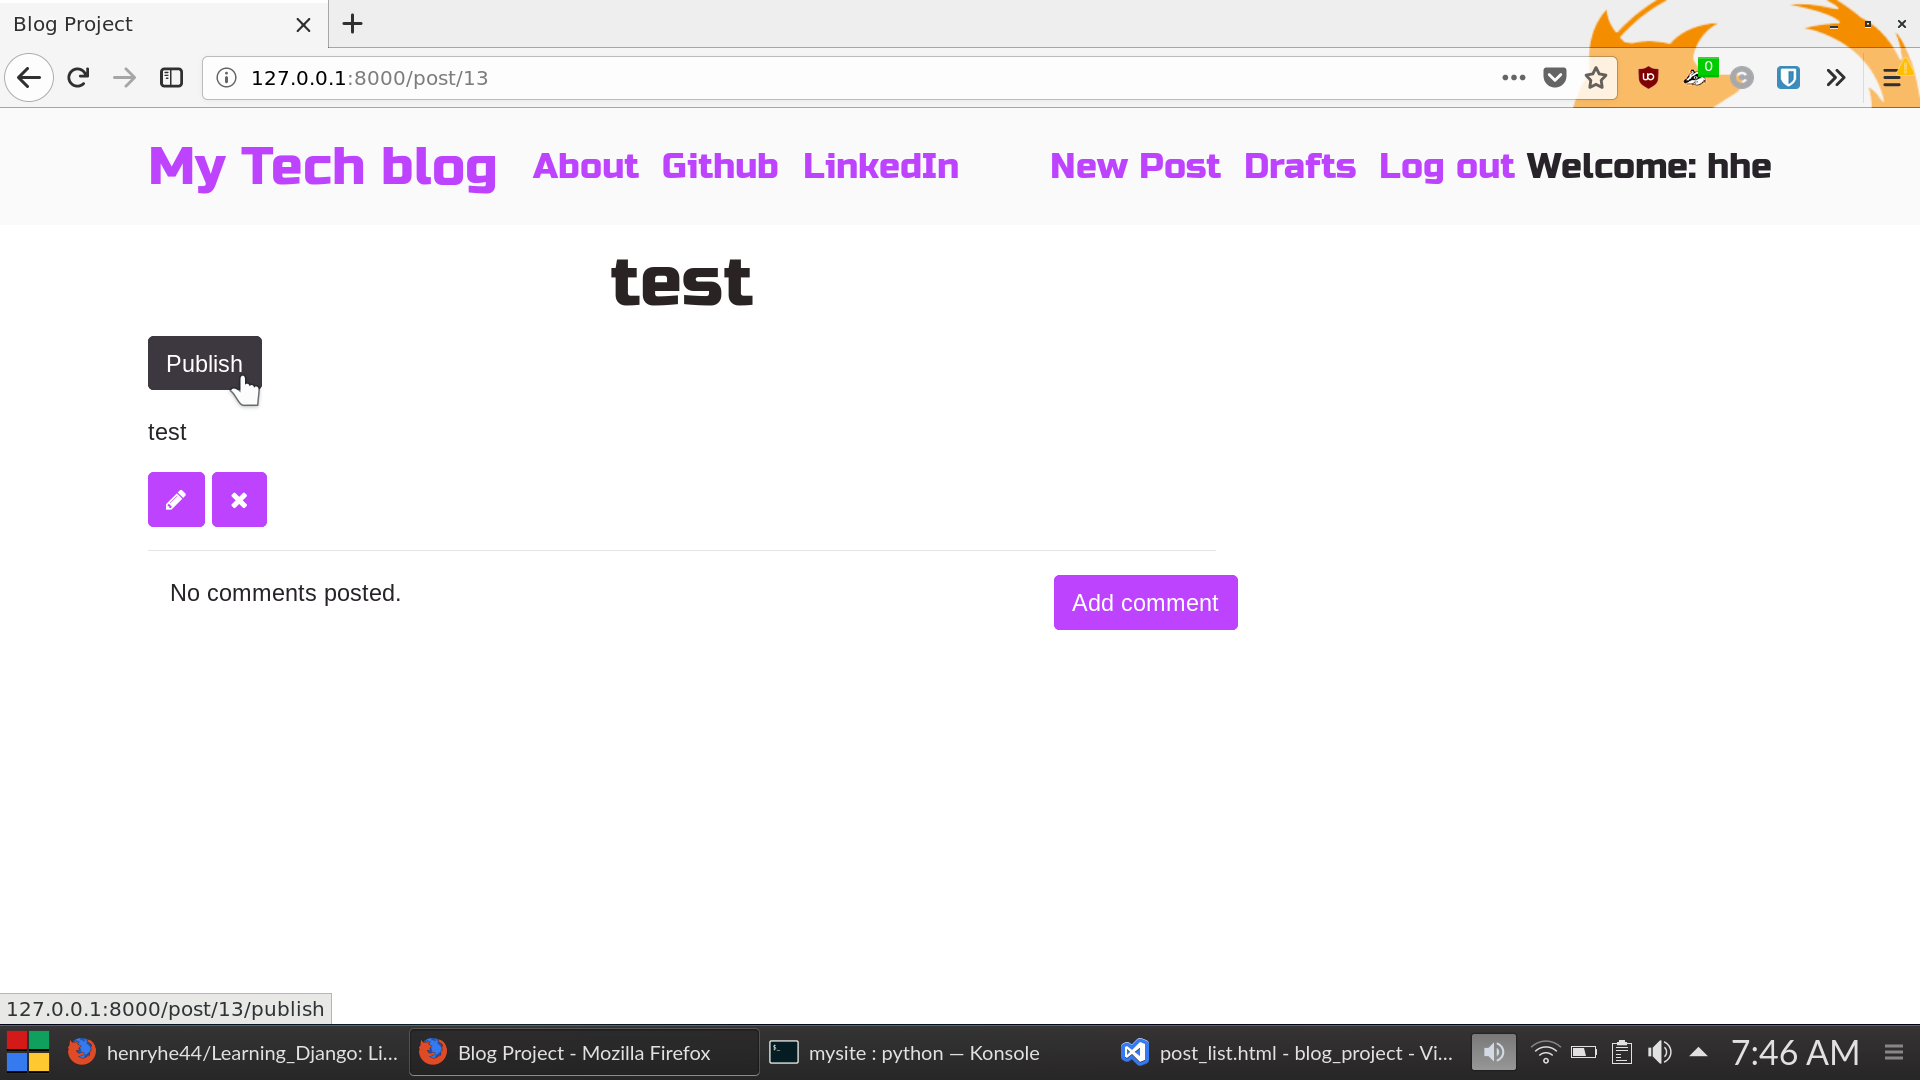 Blog Project
127.0.0.1:8000/post/13
0
My Tech blog About Github LinkedIn New Post Drafts Log out Welcome: hhe
test
Publish
test
No comments posted.
Add comment
127.0.0.1:8000/post/13/publish
henryhe44/Learning_Django: Li... Blog Project - Mozilla Firefox mysite : python — Konsole post_list.html - blog_project - Vi... 7:46 AM